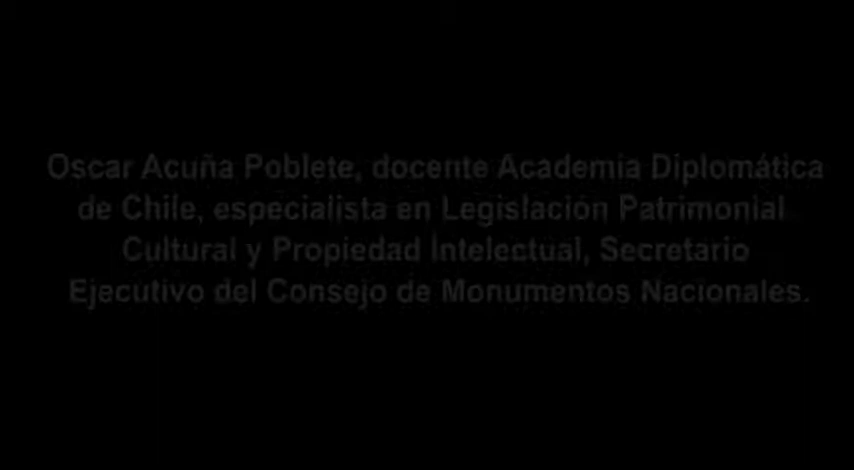 Oscar Acuña Poblete, docente Academia Diplomática
de Chile, especialista en Legislación Patrimonial
Cultural y Propiedad Intelectual, Secretario
Ejecutivo del Consejo de Monumentos Nacionales.